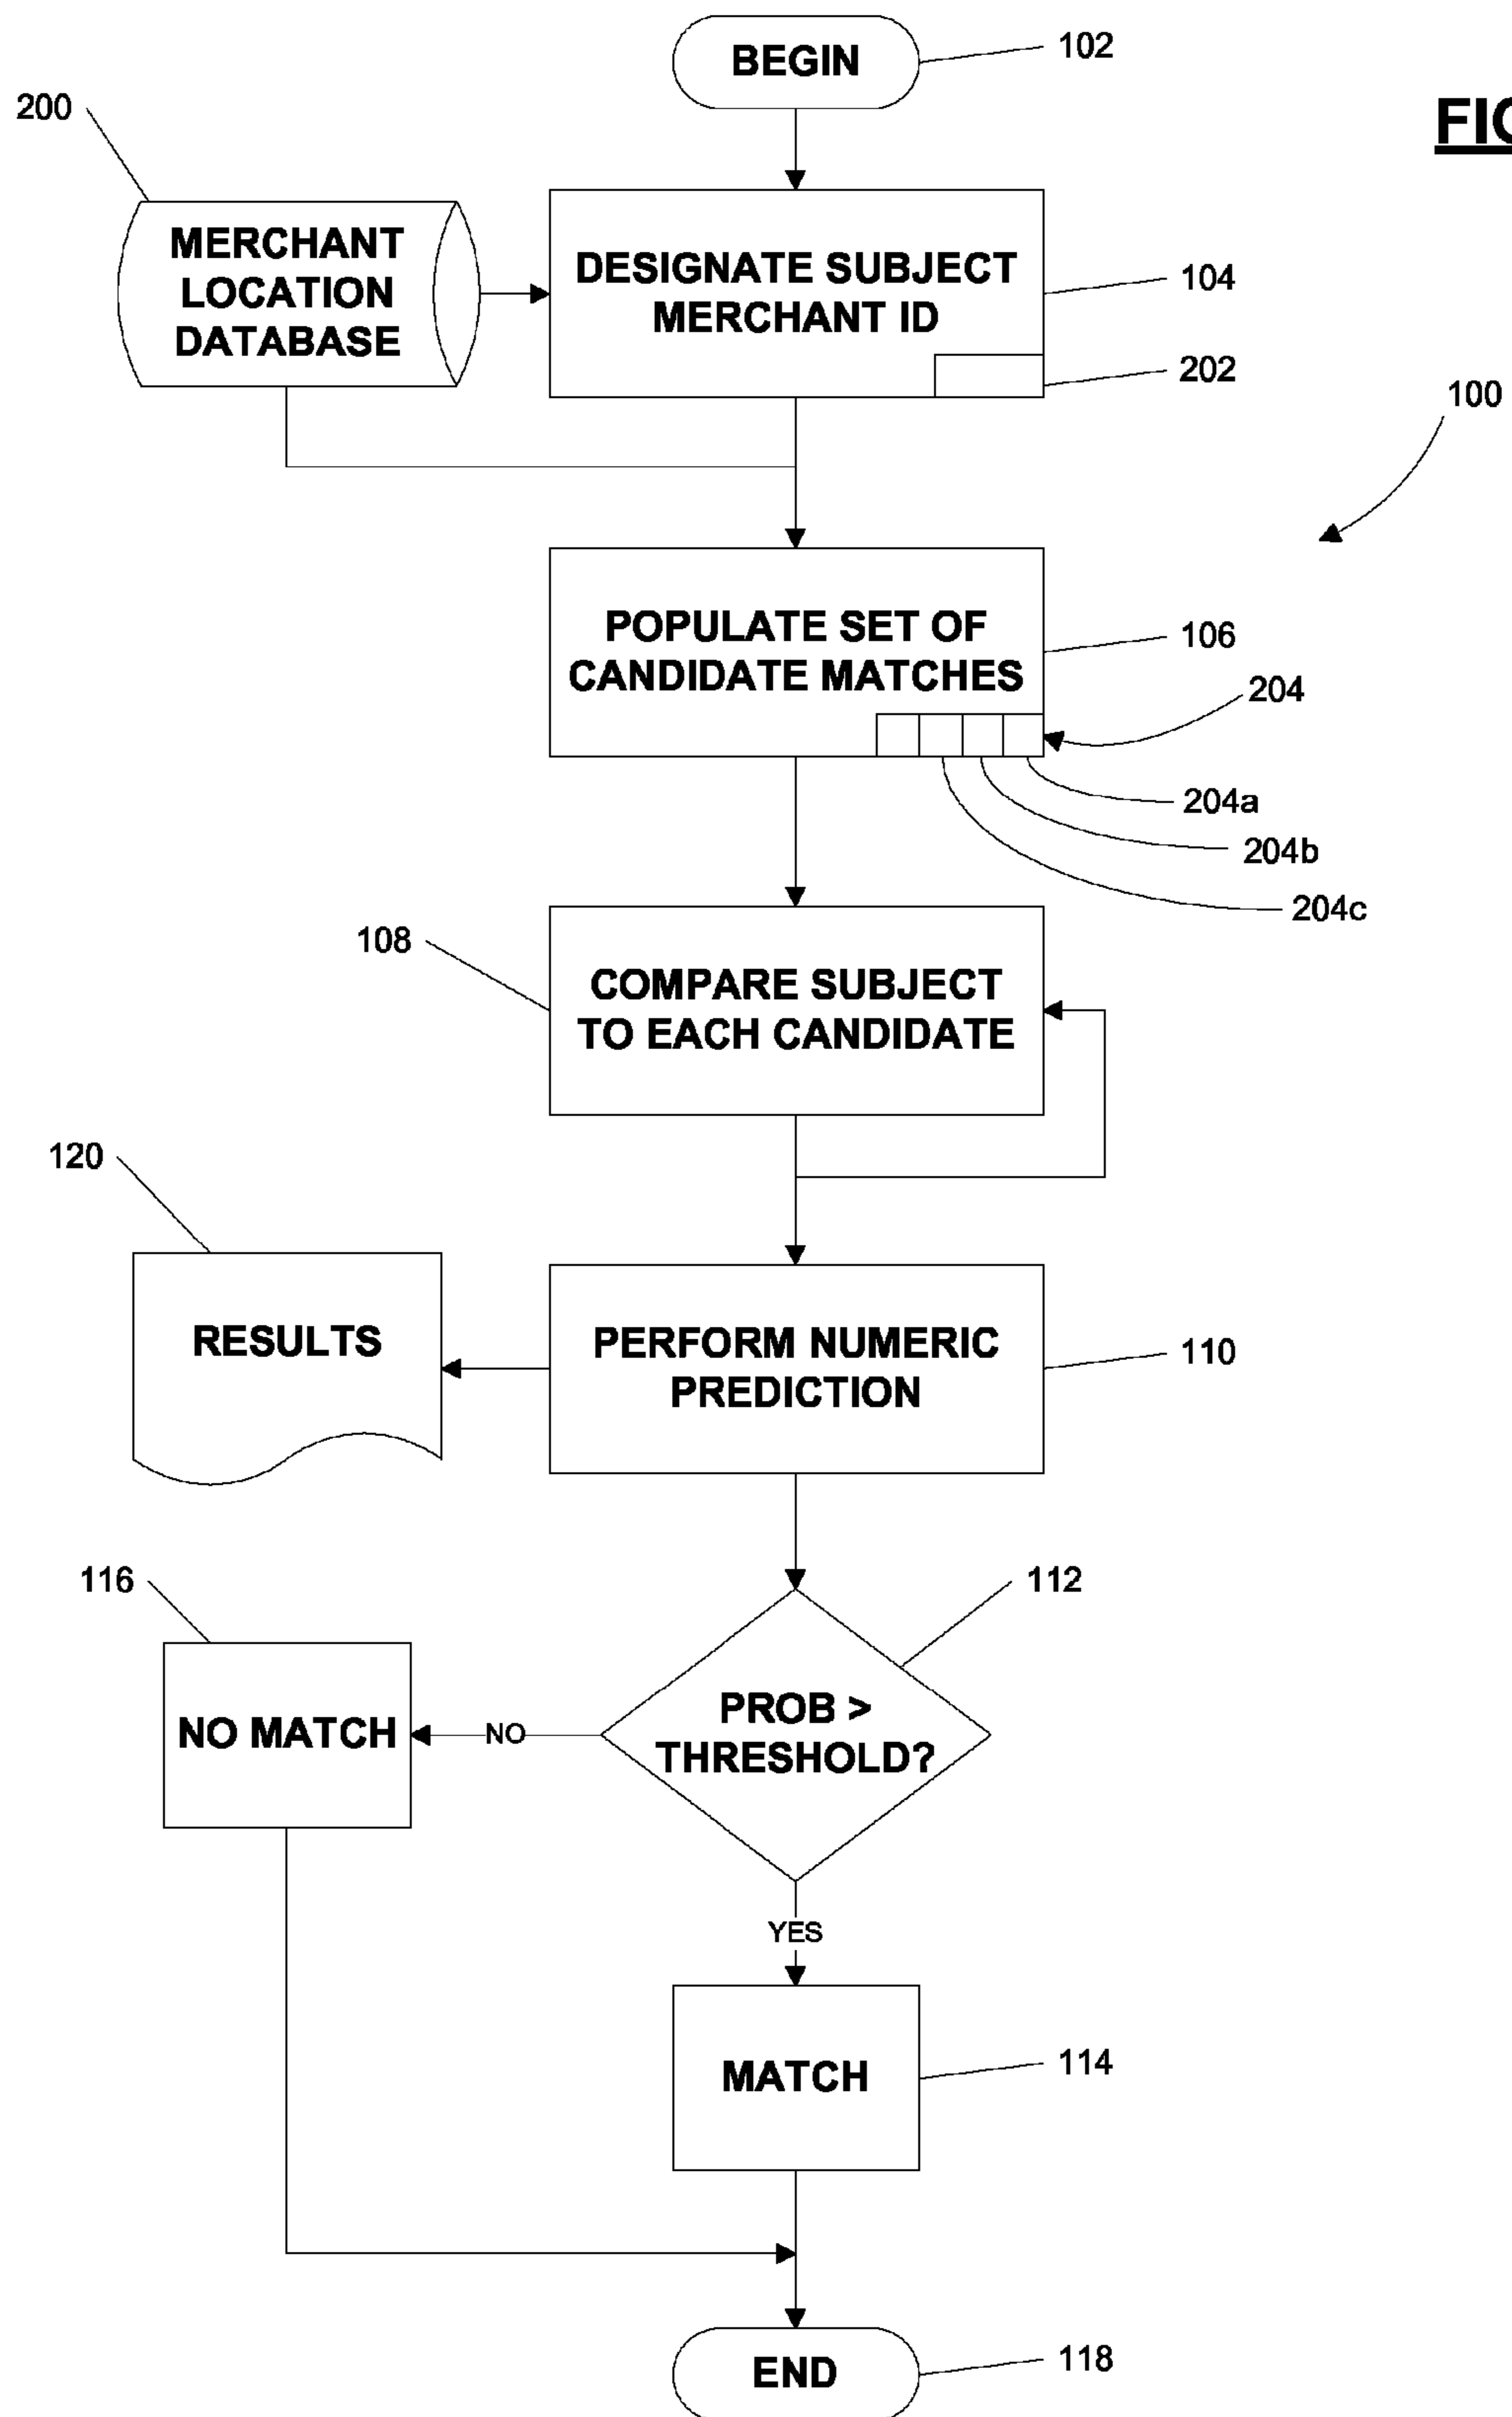 BEGIN
102
200
FIG
MERCHANT
LOCATION
DATABASE
DESIGNATE SUBJECT
MERCHANT ID
104
202
100
POPULATE SET OF
CANDIDATE MATCHES
106
204
204a
204b
204c
108
COMPARE SUBJECT
TO EACH CANDIDATE
120
RESULTS
PERFORM NUMERIC
PREDICTION
110
116
112
NO MATCH
NO
PROB >
THRESHOLD?
YES
MATCH
114
END
118